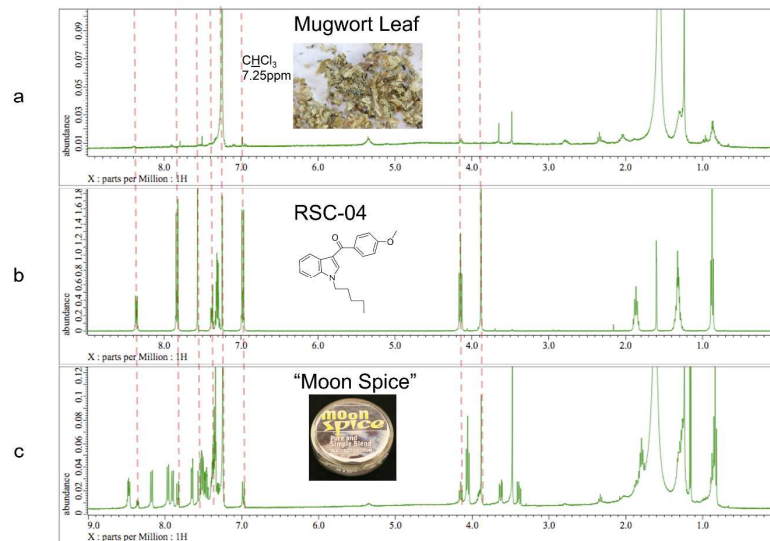 a
Mugwort Leaf
CHCl3
7.25ppm
abundance
0.01 0.03 0.05 0.07 0.09
8.0 7.0 6.0 5.0 4.0 3.0 2.0 1.0
X : parts per Million : 1H
b
RSC-04
O
O
N
abundance
0 0.2 0.4 0.6 0.8 1.0 1.2 1.4 1.6 1.8
8.0 7.0 6.0 5.0 4.0 3.0 2.0 1.0
X : parts per Million : 1H
c
"Moon Spice"
moon
spice
Pure and
Simple Blend
abundance
0 0.02 0.04 0.06 0.08 0.10 0.12
9.0 8.0 7.0 6.0 5.0 4.0 3.0 2.0 1.0
X : parts per Million : 1H